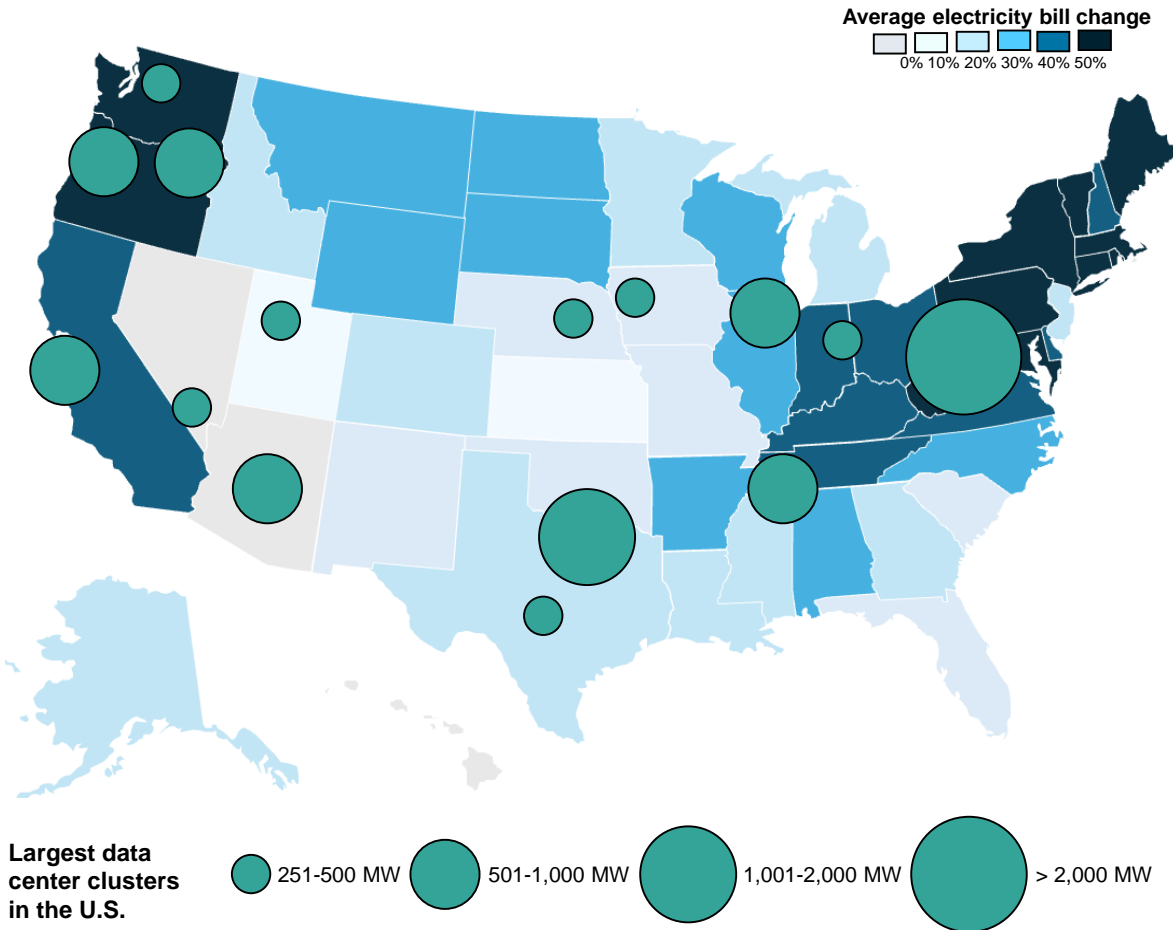 Average electricity bill change
0% 10% 20% 30% 40% 50%
Largest data
center clusters
in the U.S.
251-500 MW
501-1,000 MW
1,001-2,000 MW
> 2,000 MW